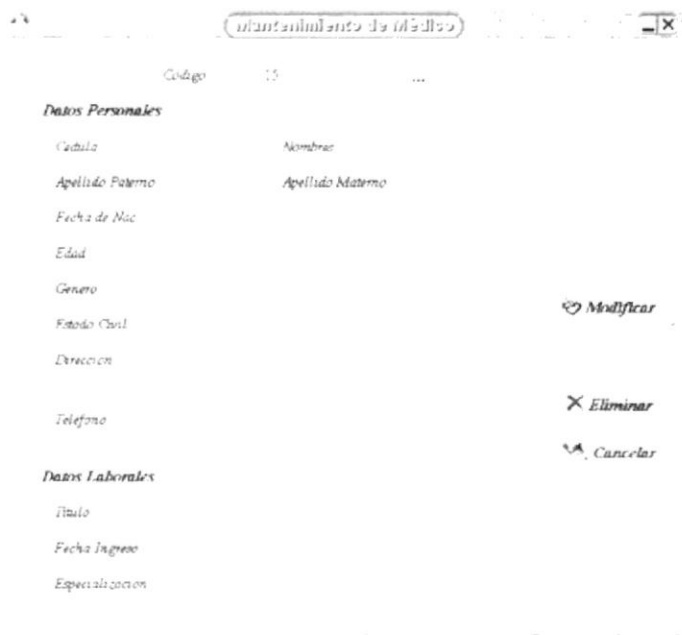 Mantenimiento de Médico
Codigo 15 ...
Datos Personales
Cedula Nombres
Apellido Paterno Apellido Materno
Fecha de Nac
Edad
Genero
Modificar
Estado Civil
Direccion
Eliminar
Telefono
Cancelar
Datos Laborales
Titulo
Fecha Ingreso
Especializacion